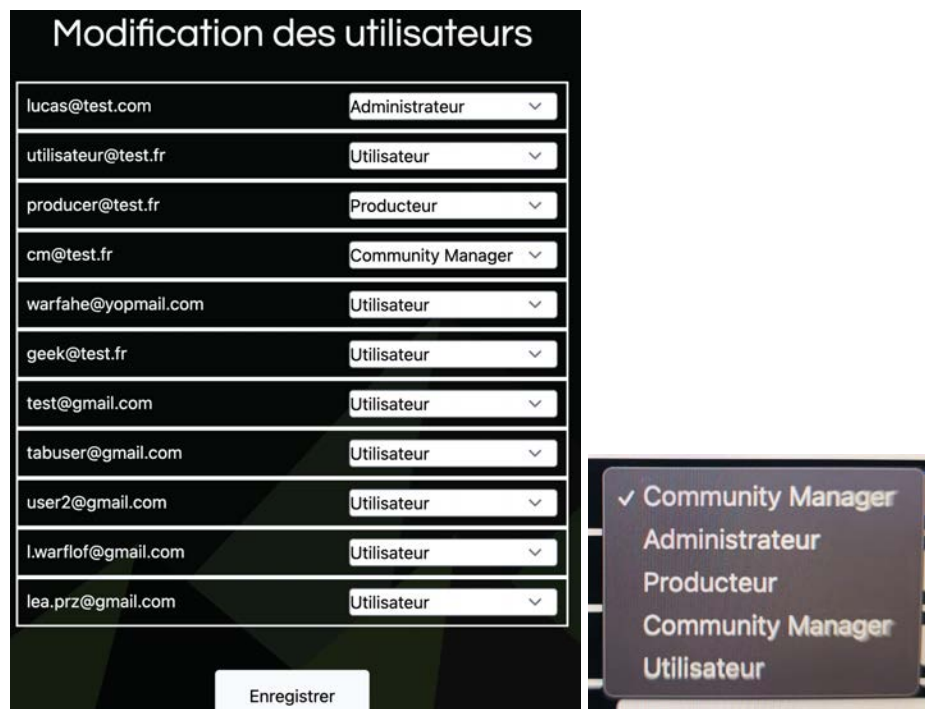 Modification des utilisateurs
lucas@test.com Administrateur
utilisateur@test.fr Utilisateur
producer@test.fr Producteur
cm@test.fr Community Manager
warfahe@yopmail.com Utilisateur
geek@test.fr Utilisateur
test@gmail.com Utilisateur
tabuser@gmail.com Utilisateur
user2@gmail.com Utilisateur
l.warflof@gmail.com Utilisateur
lea.prz@gmail.com Utilisateur
Enregistrer
✓ Community Manager
Administrateur
Producteur
Community Manager
Utilisateur